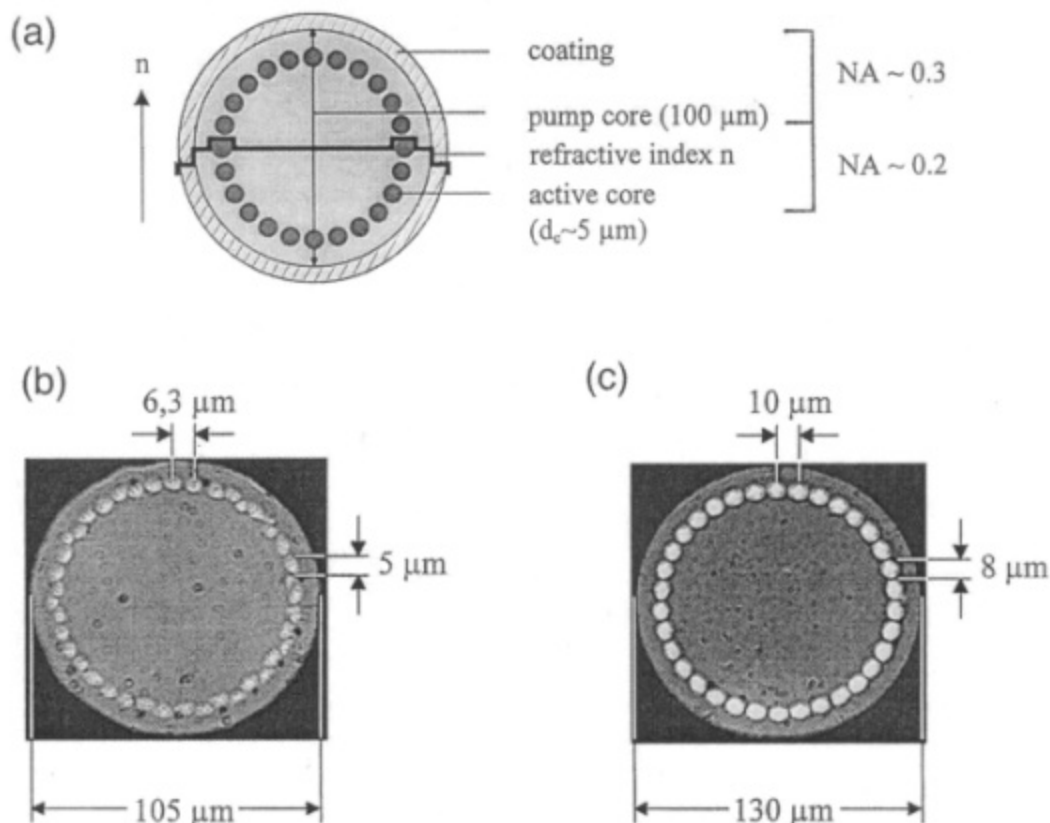 (a)
n
coating
pump core (100 μm)
refractive index n
active core
(dc~5 μm)
NA ~ 0.3
NA ~ 0.2
(b)
6,3 μm
5 μm
105 μm
(c)
10 μm
8 μm
130 μm